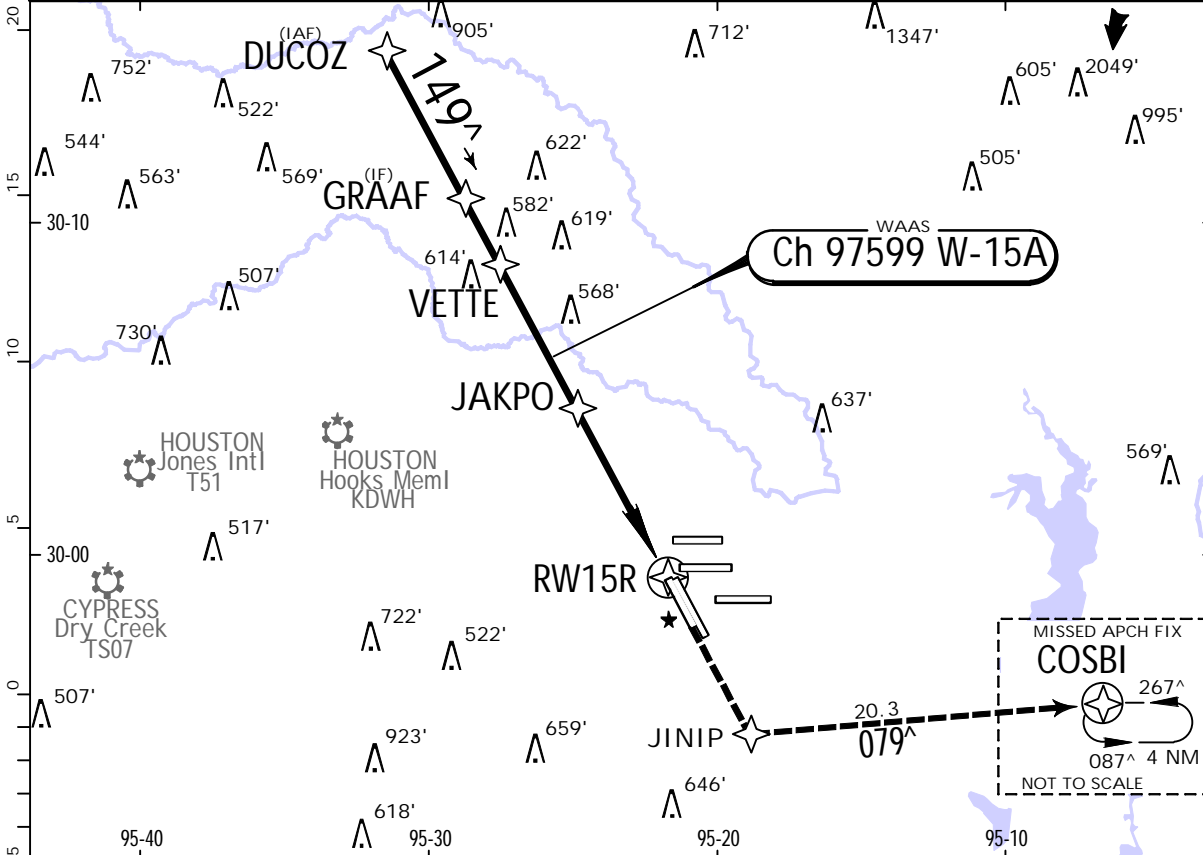 20
905'
712'
1347'
(IAF)
DUCOZ
149^
752'
522'
605'
2049'
995'
544'
563'
569'
622'
505'
15
(IF)
GRAAF
30-10
582'
619'
WAAS
Ch 97599 W-15A
614'
507'
VETTE
568'
730'
10
JAKPO
637'
HOUSTON
Jones Intl
T51
HOUSTON
Hooks Meml
KDWH
569'
517'
5
30-00
RW15R
CYPRESS
Dry Creek
TS07
722'
522'
MISSED APCH FIX
COSBI
267^
087^
4 NM
NOT TO SCALE
0
507'
923'
659'
JINIP
20.3
079^
646'
618'
5
95-40
95-30
95-20
95-10